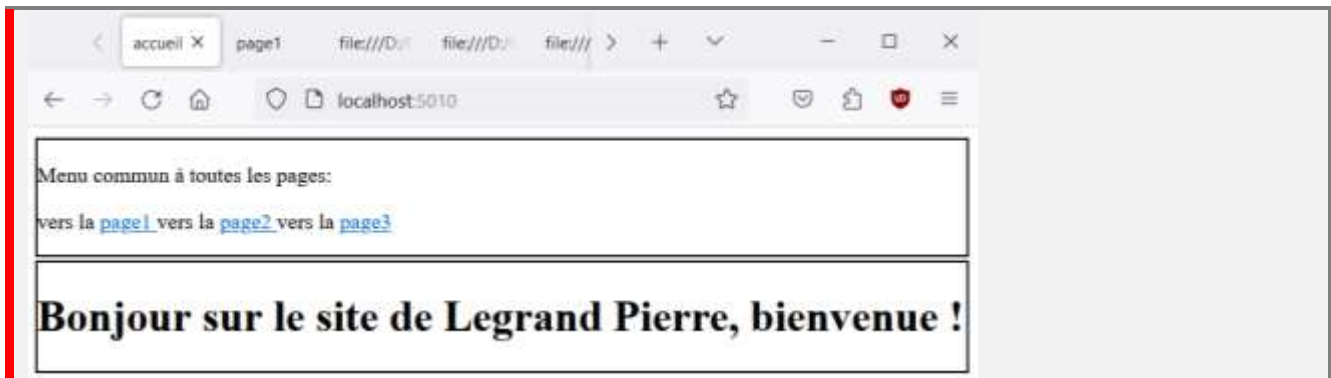 accueil page1 file:///D:/ file:///D:/ file:///
localhost:5010
Menu commun à toutes les pages:
vers la page1 vers la page2 vers la page3
Bonjour sur le site de Legrand Pierre, bienvenue !